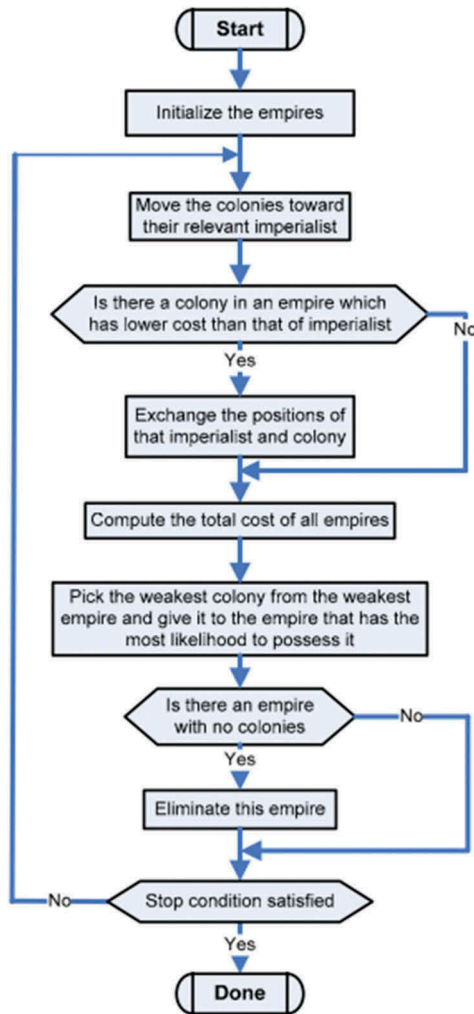 Start
Initialize the empires
Move the colonies toward
their relevant imperialist
Is there a colony in an empire which
has lower cost than that of imperialist
No
Yes
Exchange the positions of
that imperialist and colony
Compute the total cost of all empires
Pick the weakest colony from the weakest
empire and give it to the empire that has the
most likelihood to possess it
Is there an empire
with no colonies
No
Yes
Eliminate this empire
Stop condition satisfied
No
Yes
Done